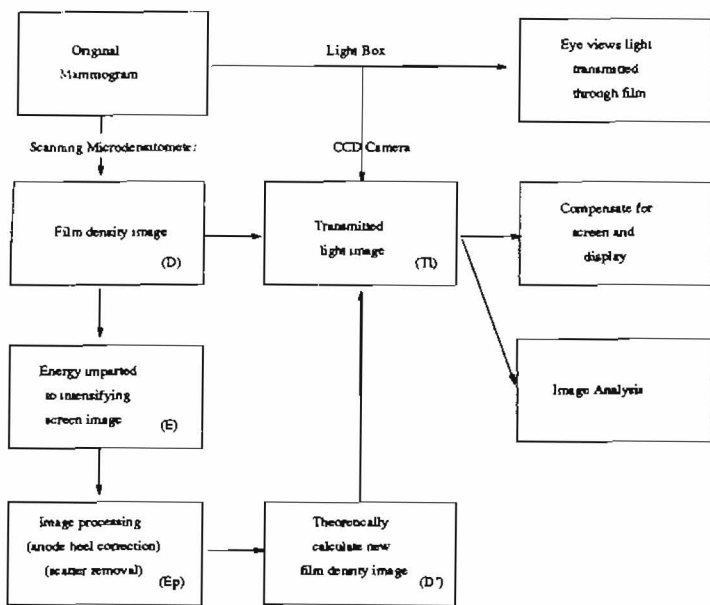 Original
Mammogram
Light Box
Eye views light
transmitted
through film
Scanning Microdensitometer
CCD Camera
Film density image
(D)
Transmitted
light image
(Tl)
Compensate for
screen and
display
Energy imparted
to intensifying
screen image
(E)
Image Analysis
Image processing
(anode heel correction)
(scatter removal)
(Ep)
Theoretically
calculate new
film density image
(D')